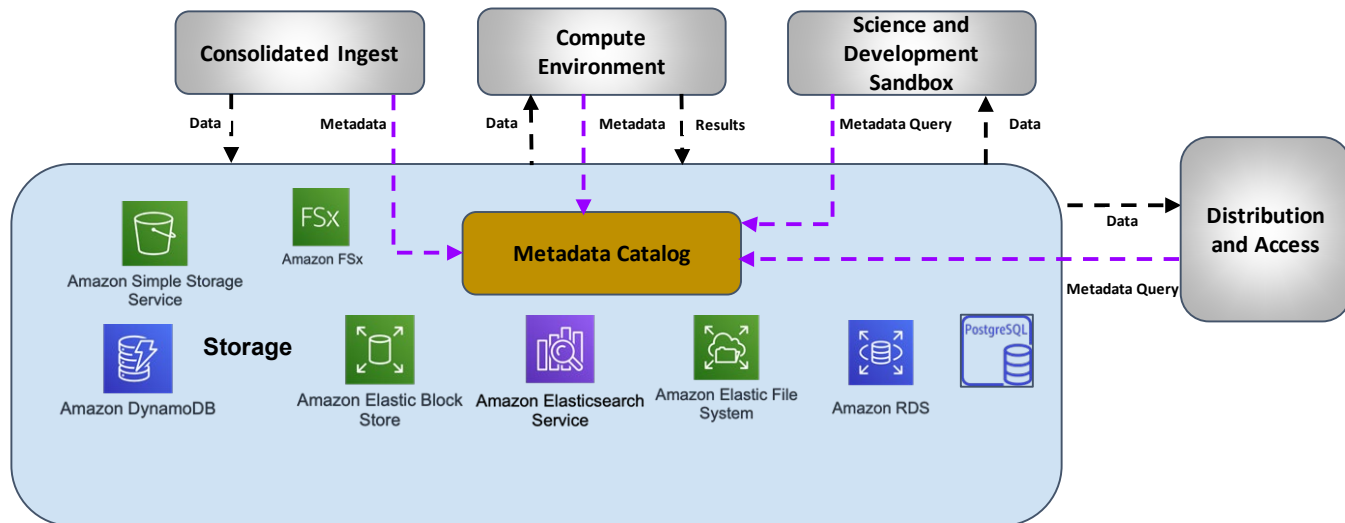 Consolidated Ingest
Compute
Environment
Science and
Development
Sandbox
Data
Metadata
Data
Metadata
Results
Metadata Query
Data
Distribution
and Access
Data
Metadata Query
Metadata Catalog
FSx
Amazon FSx
Amazon Simple Storage
Service
Storage
PostgreSQL
Amazon DynamoDB
Amazon Elastic Block
Store
Amazon Elasticsearch
Service
Amazon Elastic File
System
Amazon RDS